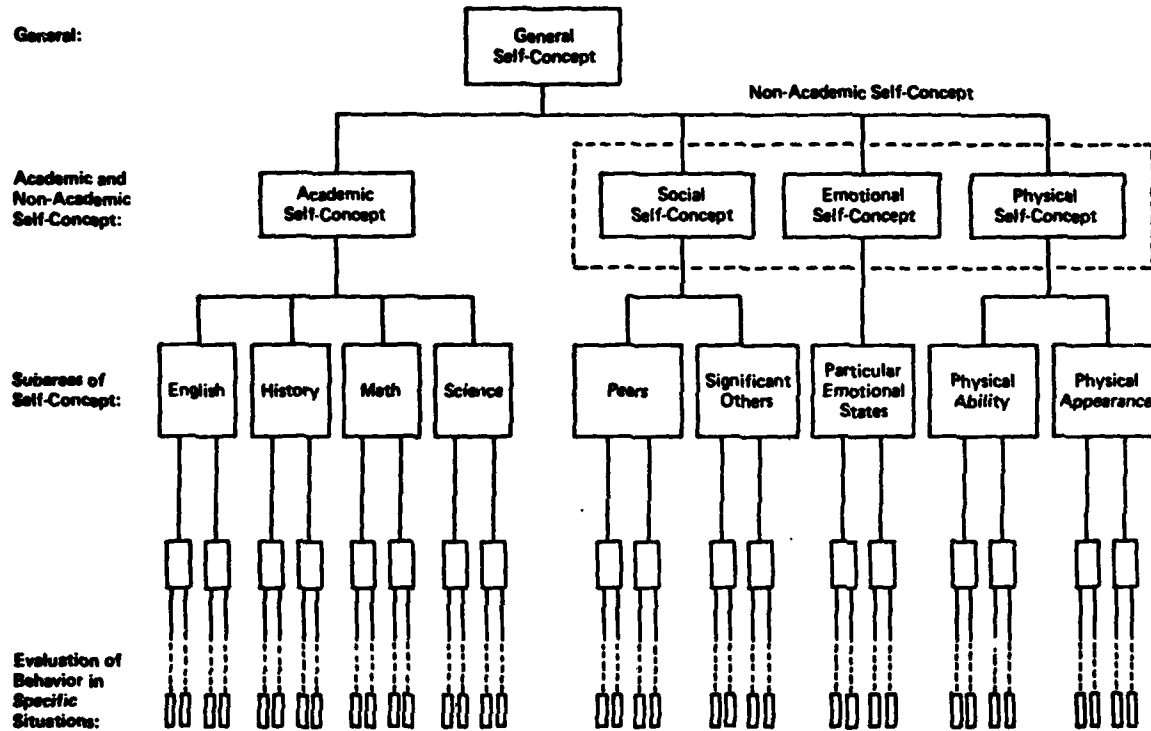 General:
General
Self-Concept
Non-Academic Self-Concept
Academic and
Non-Academic
Self-Concept:
Academic
Self-Concept
Social
Self-Concept
Emotional
Self-Concept
Physical
Self-Concept
Subareas of
Self-Concept:
English
History
Math
Science
Peers
Significant
Others
Particular
Emotional
States
Physical
Ability
Physical
Appearance
Evaluation of
Behavior in
Specific
Situations: